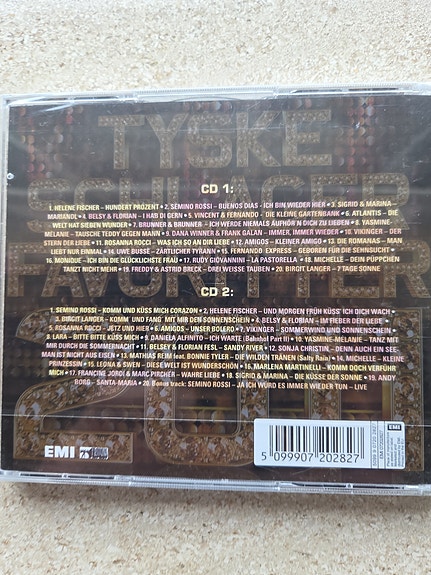 TYSKE
SCHLAGER
FAVORITTER
2011
CD 1:
1. HELENE FISCHER – HUNDERT PROZENT • 2. SEMINO ROSSI – BUENOS DIAS - ICH BIN WIEDER HIER • 3. SIGRID & MARINA
MARIANDL • 4. BELSY & FLORIAN – I HAB DI GERN • 5. VINCENT & FERNANDO - DIE KLEINE GARTENBANK • 6. ATLANTIS – DIE
WELT HAT SIEBEN WUNDER • 7. BRUNNER & BRUNNER – ICH WERDE NIEMALS AUFHÖR'N DICH ZU LIEBEN • 8. YASMINE-
MELANIE – TAUSCHE TEDDY GEGEN MANN • 9. DANA WINNER & FRANK GALAN – IMMER, IMMER WIEDER • 10. VIKINGER – DER
STERN DER LIEBE • 11. ROSANNA ROCCI – WAS ICH SO AN DIR LIEBE • 12. AMIGOS – KLEINER AMIGO • 13. DIE ROMANAS – MAN
LIEBT NUR EINMAL • 14. UWE BUSSE – ZÄRTLICHER TYRANN • 15. FERNANDO EXPRESS – GEBOREN FÜR DIE SEHNSUCHT •
16. MONIQUE – ICH BIN DIE GLÜCKLICHSTE FRAU • 17. RUDY GIOVANNINI – LA PASTORELLA • 18. MICHELLE – DEIN PÜPPCHEN
TANZT NICHT MEHR • 19. FREDDY & ASTRID BRECK – DREI WEISSE TAUBEN • 20. BIRGIT LANGER – 7 TAGE SONNE
CD 2:
1. SEMINO ROSSI – KOMM UND KÜSS MICH CORAZON • 2. HELENE FISCHER – UND MORGEN FRÜH KÜSS' ICH DICH WACH
• 3. BIRGIT LANGER – KOMM' UND FANG' MIT MIR DEN SONNENSCHEIN • 4. BELSY & FLORIAN – IM FIEBER DER LIEBE
• 5. ROSANNA ROCCI – JETZ UND HIER • 6. AMIGOS – UNSER BOLERO • 7. VIKINGER – SOMMERWIND UND SONNENSCHEIN •
8. LARA – BITTE BITTE KÜSST MICH • 9. DANIELA ALFINITO – ICH WARTE (Bahnhof Part II) • 10. YASMINE-MELANIE – TANZ MIT
MIR DURCH DIE SOMMERNACHT • 11. BELSEY & FLORIAN FESL – SANDY RIVER • 12. SONJA CHRISTIN – DENN AUCH EIN SEE-
MAN IST NICHT AUS EISEN • 13. MATHIAS REIM feat. BONNIE TYLER – DIE WILDEN TRÄNEN (Salty Rain) • 14. MICHELLE – KLEINE
PRINZESSIN • 15. LEONA & SWEN – DIESE WELT IST WUNDERSCHÖN • 16. MARLENA MARTINELLI – KOMM DOCH VERFÜHR
MICH • 17. FRANCINE JORDI & MARC PIRCHER – WAHRE LIEBE • 18. SIGRID & MARINA – DIE KÜSSE DER SONNE • 19. ANDY
BORG – SANTA-MARIA • 20. Bonus track: SEMINO ROSSI – JA ICH WÜRD ES IMMER WIEDER TUN – LIVE
EMI
EMI
5 099907 202827